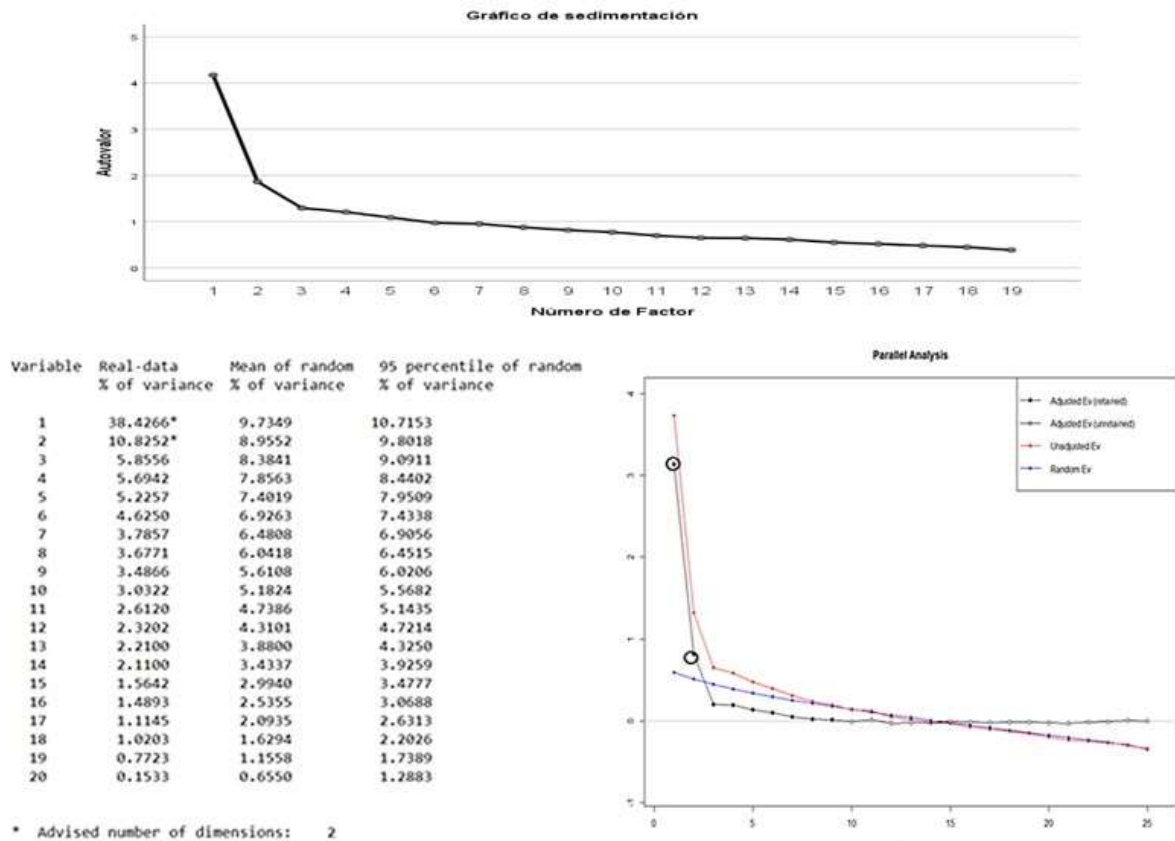 Gráfico de sedimentación
5
4
3
2
1
0
Autovalor
1 2 3 4 5 6 7 8 9 10 11 12 13 14 15 16 17 18 19
Número de Factor
Variable Real-data Mean of random 95 percentile of random
% of variance % of variance % of variance
1 38.4266* 9.7349 10.7153
2 10.8252* 8.9552 9.8018
3 5.8556 8.3841 9.0911
4 5.6942 7.8563 8.4402
5 5.2257 7.4019 7.9509
6 4.6250 6.9263 7.4338
7 3.7857 6.4808 6.9056
8 3.6771 6.0418 6.4515
9 3.4866 5.6108 6.0206
10 3.0322 5.1824 5.5682
11 2.6120 4.7386 5.1435
12 2.3202 4.3101 4.7214
13 2.2100 3.8800 4.3250
14 2.1100 3.4337 3.9259
15 1.5642 2.9940 3.4777
16 1.4893 2.5355 3.0688
17 1.1145 2.0935 2.6313
18 1.0203 1.6294 2.2026
19 0.7723 1.1558 1.7389
20 0.1533 0.6550 1.2883
* Advised number of dimensions: 2
Parallel Analysis
Adjusted Ev (retained)
Adjusted Ev (unretained)
Unadjusted Ev
Random Ev
4
3
2
1
0
-1
0 5 10 15 20 25